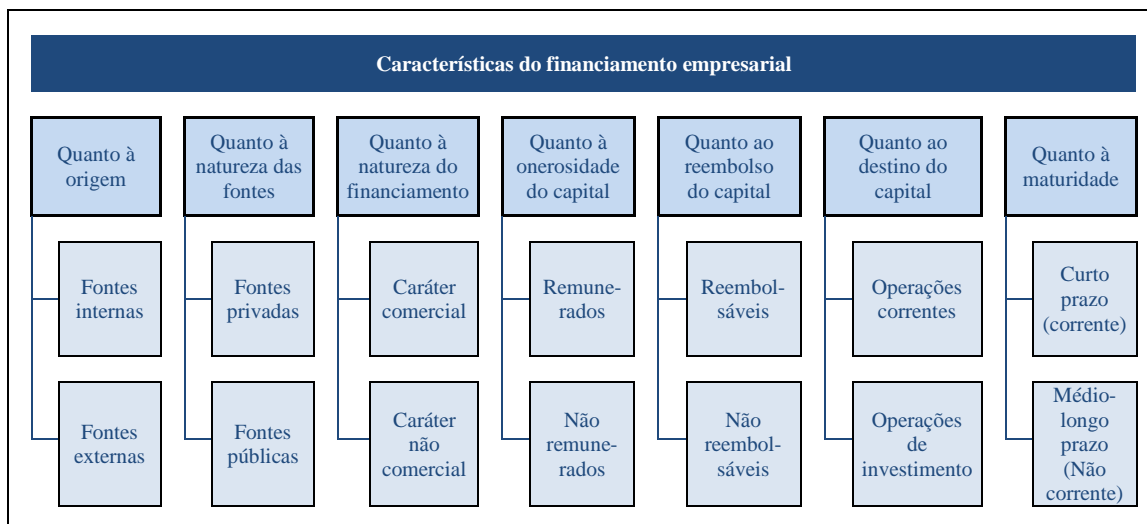 Características do financiamento empresarial
Quanto à
origem
Fontes
internas
Fontes
externas
Quanto à
natureza das
fontes
Fontes
privadas
Fontes
públicas
Quanto à
natureza do
financiamento
Caráter
comercial
Caráter
não
comercial
Quanto à
onerosidade
do capital
Remune-
rados
Não
remune-
rados
Quanto ao
reembolso
do capital
Reembol-
sáveis
Não
reembol-
sáveis
Quanto ao
destino do
capital
Operações
correntes
Operações
de
investimento
Quanto à
maturidade
Curto
prazo
(corrente)
Médio-
longo
prazo
(Não
corrente)